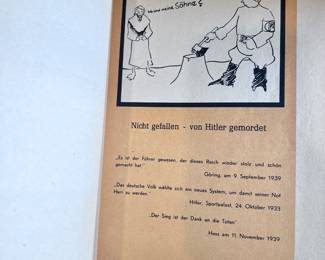 meine Söhne?
Nicht gefallen - von Hitler gemordet
„Es ist der Führer gewesen, der dieses Reich wieder stolz und schön
gemacht hat."
Göring, am 9. September 1939
„Das deutsche Volk wählte sich ein neues System, um damit seiner Not
Herr zu werden."
Hitler, Sportpalast, 24. Oktober 1933
„Der Sieg ist der Dank an die Toten"
Hess am 11. November 1939